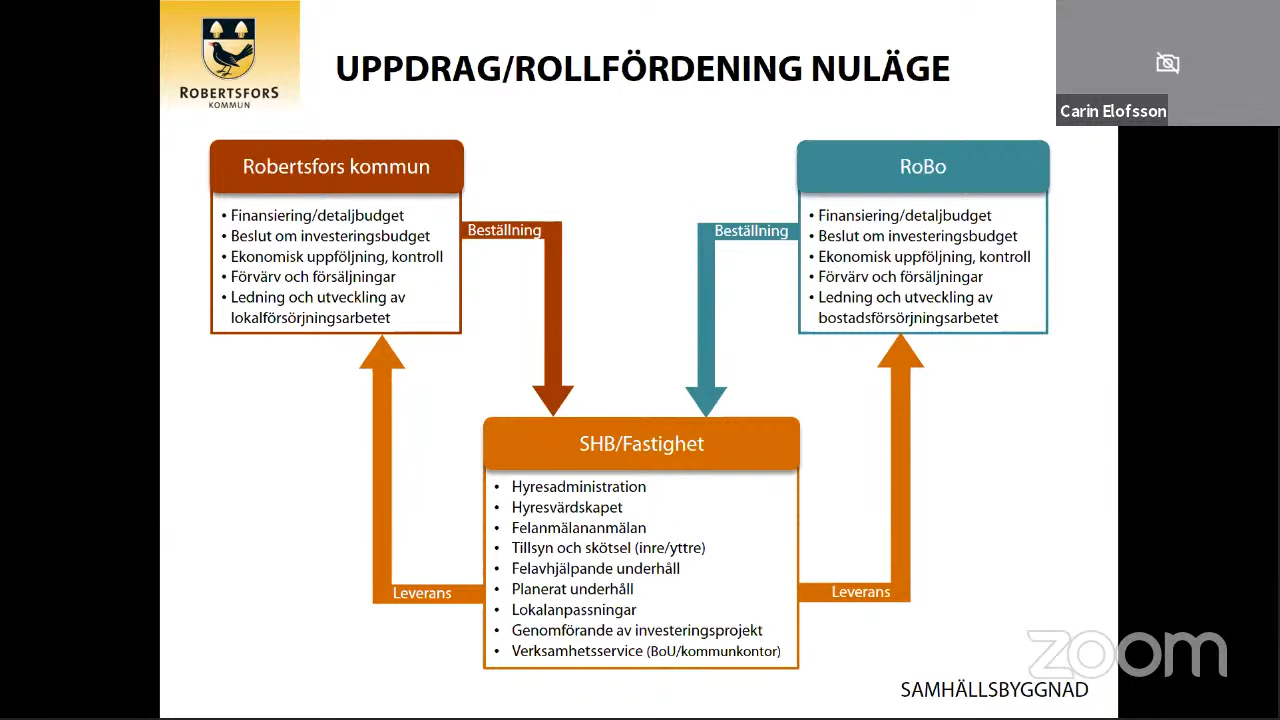 ROBERTSFORS
KOMMUN
UPPDRAG/ROLLFÖRDENING NULÄGE
Carin Elofsson
Robertsfors kommun
• Finansiering/detaljbudget
• Beslut om investeringsbudget
• Ekonomisk uppföljning, kontroll
• Förvärv och försäljningar
• Ledning och utveckling av
lokalförsörjningsarbetet
Beställning
RoBo
• Finansiering/detaljbudget
• Beslut om investeringsbudget
• Ekonomisk uppföljning, kontroll
• Förvärv och försäljningar
• Ledning och utveckling av
bostadsförsörjningsarbetet
Beställning
SHB/Fastighet
• Hyresadministration
• Hyresvärdskapet
• Felanmälananmälan
• Tillsyn och skötsel (inre/yttre)
• Felavhjälpande underhåll
• Planerat underhåll
• Lokalanpassningar
• Genomförande av investeringsprojekt
• Verksamhetsservice (BoU/kommunkontor)
Leverans
Leverans
zoom
SAMHÄLLSBYGGNAD